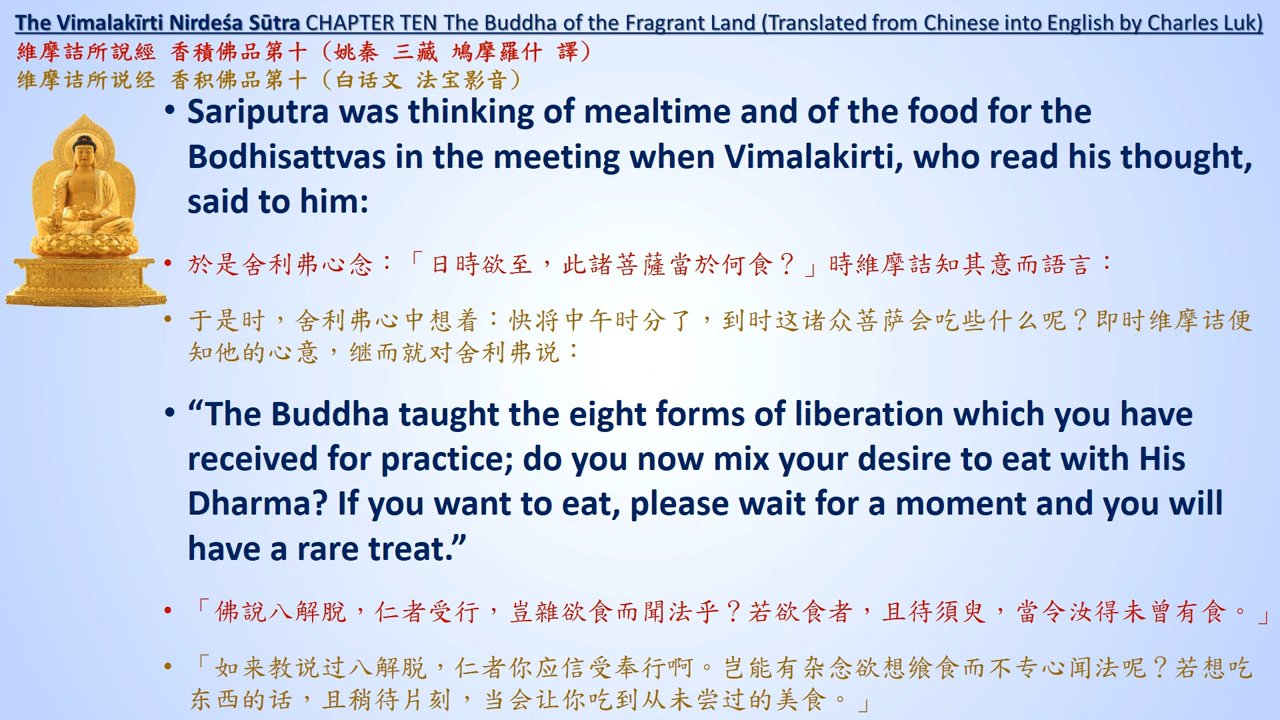 The Vimalakīrti Nirdeśa Sūtra CHAPTER TEN The Buddha of the Fragrant Land (Translated from Chinese into English by Charles Luk)
維摩詰所說經 香積佛品第十（姚秦 三藏 鳩摩羅什 譯）
维摩诘所说经 香积佛品第十（白话文 法宝影音）
• Sariputra was thinking of mealtime and of the food for the
Bodhisattvas in the meeting when Vimalakirti, who read his thought,
said to him:
• 於是舍利弗心念：「日時欲至，此諸菩薩當於何食？」時維摩詰知其意而語言：
• 于是时，舍利弗心中想着：快将中午时分了，到时这诸众菩萨会吃些什么呢？即时维摩诘便
知他的心意，继而就对舍利弗说：
• “The Buddha taught the eight forms of liberation which you have
received for practice; do you now mix your desire to eat with His
Dharma? If you want to eat, please wait for a moment and you will
have a rare treat.”
• 「佛說八解脫，仁者受行，豈雜欲食而聞法乎？若欲食者，且待須臾，當令汝得未曾有食。」
• 「如来教说过八解脱，仁者你应信受奉行啊。岂能有杂念欲想飨食而不专心闻法呢？若想吃
东西的话，且稍待片刻，当会让你吃到从未尝过的美食。」